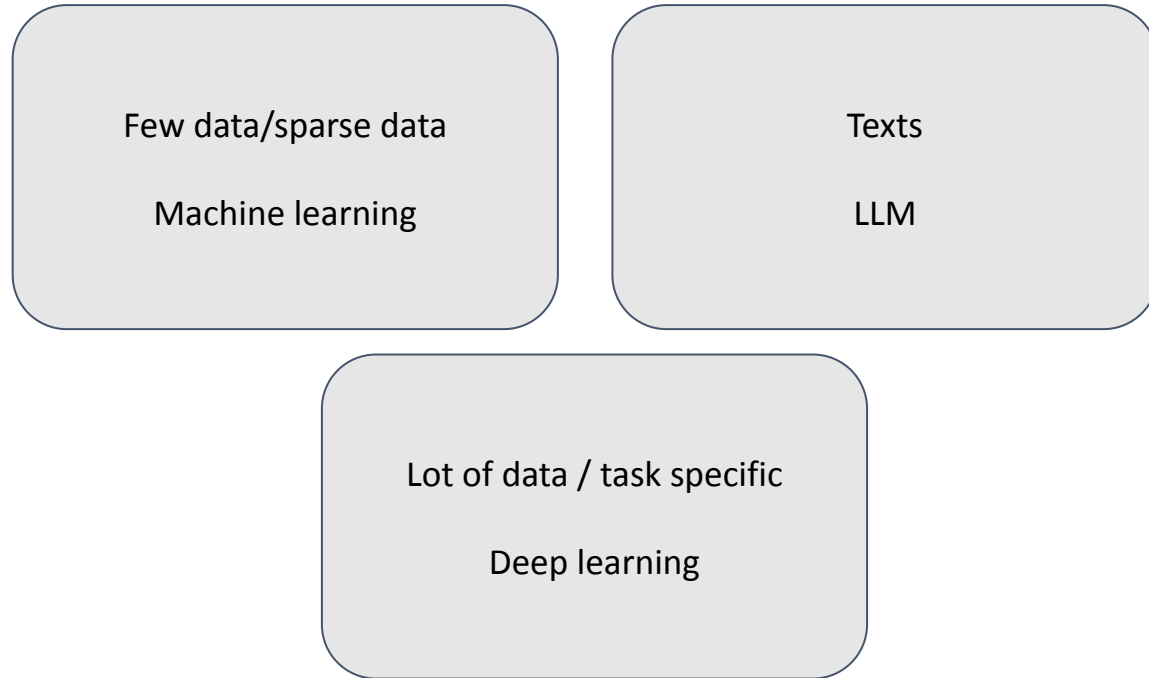 Few data/sparse data
Machine learning
Texts
LLM
Lot of data / task specific
Deep learning